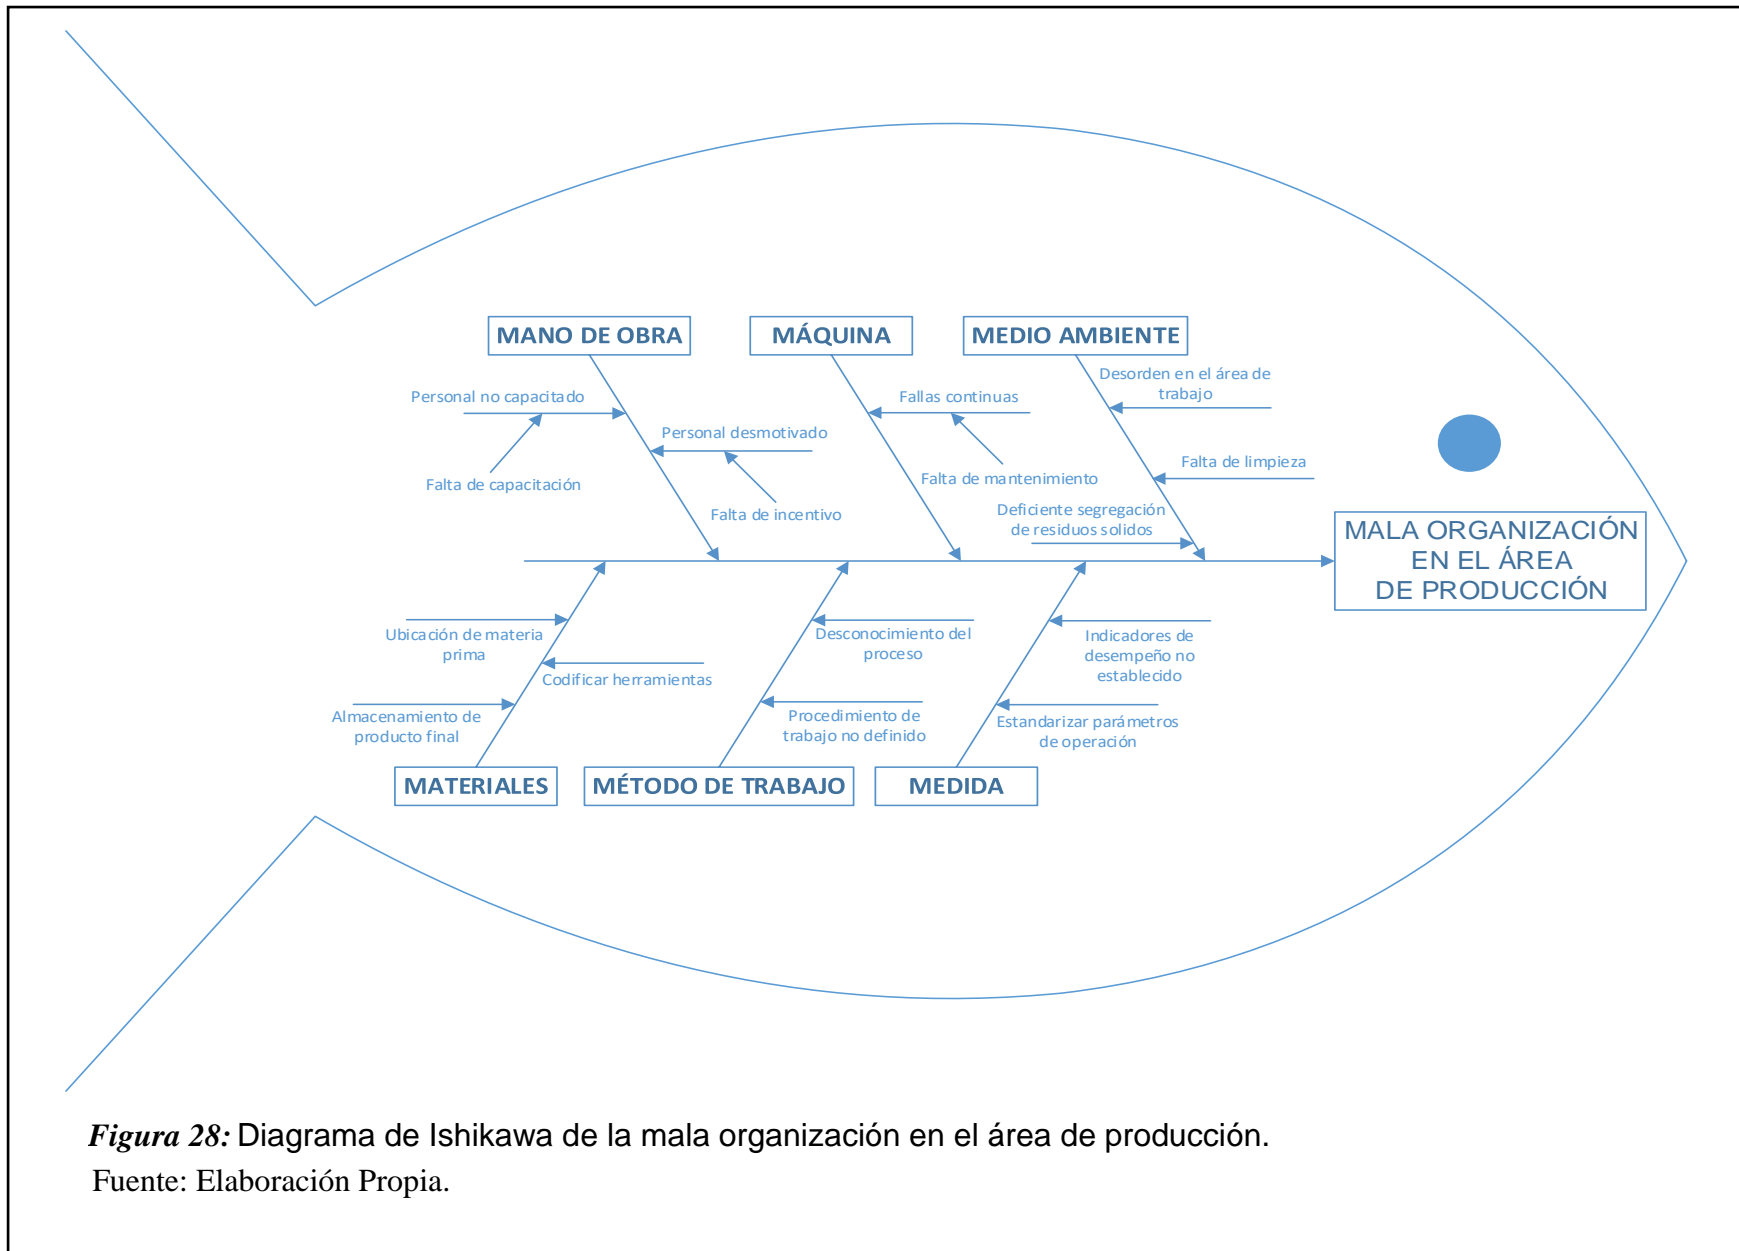 MANO DE OBRA
MÁQUINA
MEDIO AMBIENTE
Personal no capacitado
Falta de capacitación
Personal desmotivado
Falta de incentivo
Fallas continuas
Falta de mantenimiento
Desorden en el área de
trabajo
Falta de limpieza
Deficiente segregación
de residuos solidos
MALA ORGANIZACIÓN
EN EL ÁREA
DE PRODUCCIÓN
Ubicación de materia
prima
Codificar herramientas
Almacenamiento de
producto final
Desconocimiento del
proceso
Procedimiento de
trabajo no definido
Indicadores de
desempeño no
establecido
Estandarizar parámetros
de operación
MATERIALES
MÉTODO DE TRABAJO
MEDIDA
Figura 28: Diagrama de Ishikawa de la mala organización en el área de producción.
Fuente: Elaboración Propia.